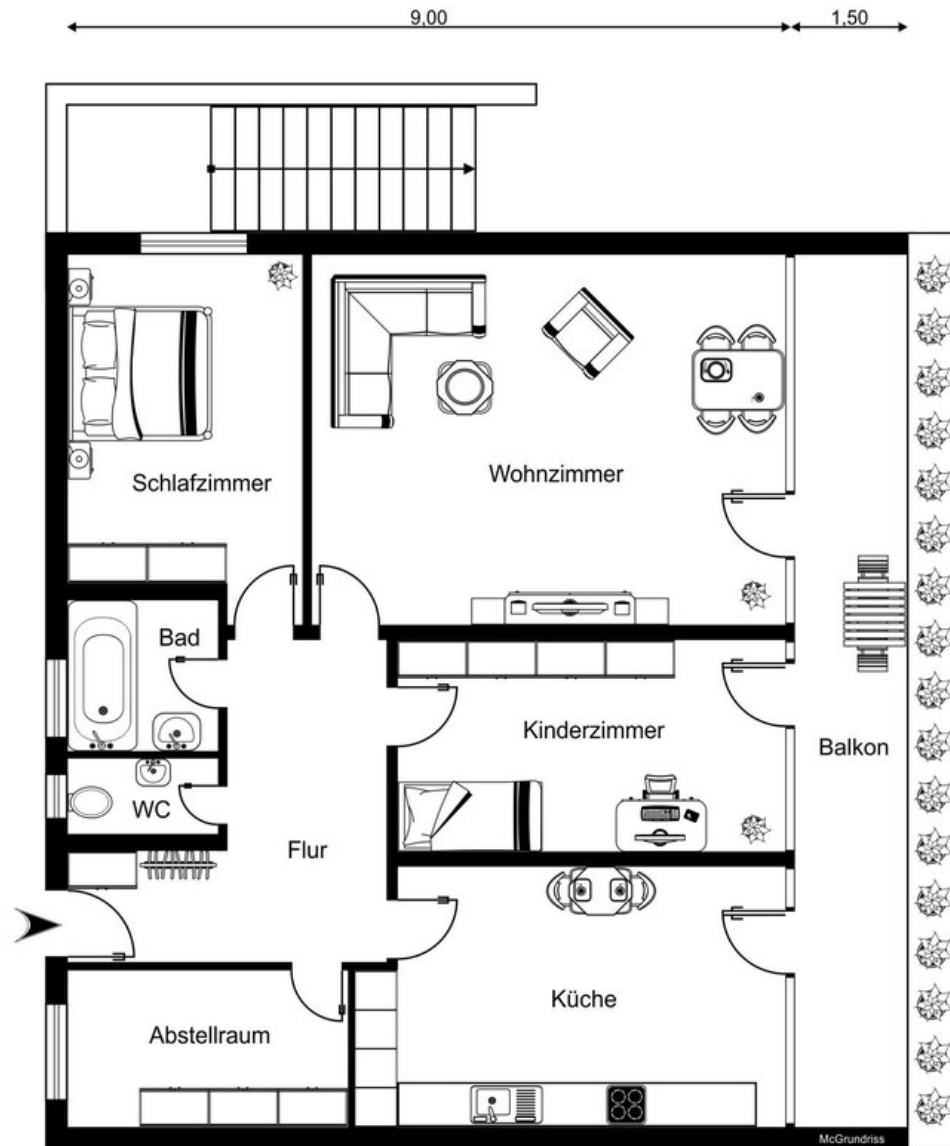 9,00
1,50
Schlafzimmer
Wohnzimmer
Bad
Kinderzimmer
Balkon
WC
Flur
Küche
Abstellraum
McGrundriss